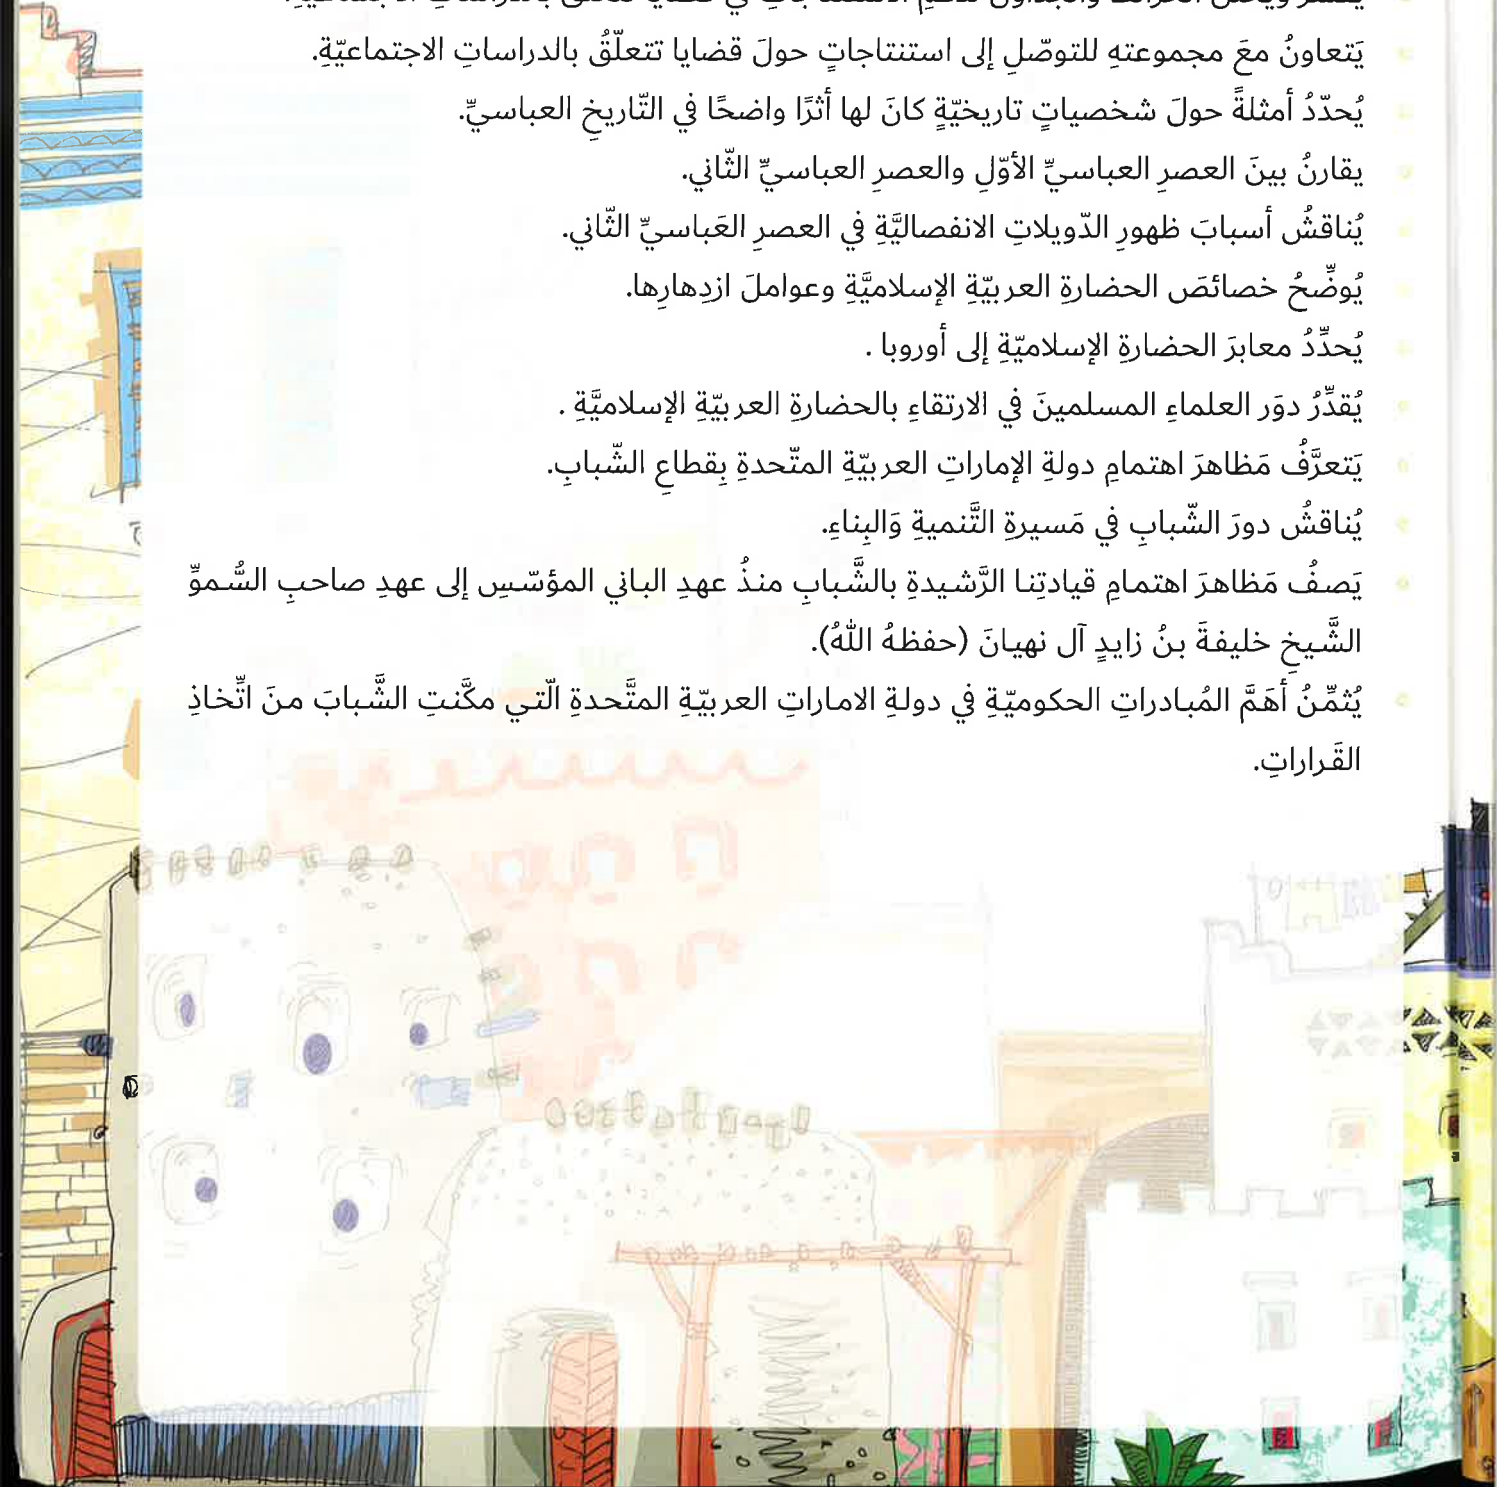 يَتعاونُ معَ مجموعتهِ للتوصّلِ إلى استنتاجاتٍ حولَ قضايا تتعلّقُ بالدراساتِ الاجتماعيّةِ.
يُحدّدُ أمثلةً حولَ شخصياتٍ تاريخيّةٍ كانَ لها أثرًا واضحًا في التّاريخِ العباسيِّ.
يقارنُ بينَ العصرِ العباسيِّ الأوّلِ والعصرِ العباسيِّ الثّاني.
يُناقشُ أسبابَ ظهورِ الدّويلاتِ الانفصاليَّةِ في العصرِ العَباسيِّ الثّاني.
يُوضِّحُ خصائصَ الحضارةِ العربيّةِ الإسلاميَّةِ وعواملَ ازدِهارِها.
يُحدِّدُ معابرَ الحضارةِ الإسلاميّةِ إلى أوروبا .
يُقدِّرُ دوَر العلماءِ المسلمينَ في الارتقاءِ بالحضارةِ العربيّةِ الإسلاميَّةِ .
يَتعرَّفُ مَظاهرَ اهتمامِ دولةِ الإماراتِ العربيّةِ المتّحدةِ بِقطاعِ الشّبابِ.
يُناقشُ دورَ الشّبابِ في مَسيرةِ التَّنميةِ وَالبِناءِ.
يَصفُ مَظاهرَ اهتمامِ قيادتِنا الرَّشيدةِ بالشَّبابِ منذُ عهدِ الباني المؤسّسِ إلى عهدِ صاحبِ السُّموِّ
الشَّيخِ خليفةَ بنُ زايدٍ آل نهيانَ (حفظهُ اللهُ).
يُثمِّنُ أهَمَّ المُبادراتِ الحكوميّةِ في دولةِ الاماراتِ العربيّةِ المتَّحدةِ الّتي مكَّنتِ الشَّبابَ منَ اتِّخاذِ
القَراراتِ.